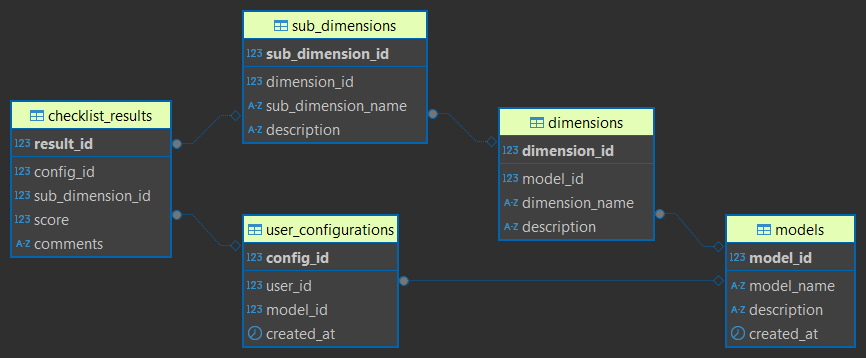 sub_dimensions
123 sub_dimension_id
123 dimension_id
A-Z sub_dimension_name
A-Z description
checklist_results
123 result_id
123 config_id
123 sub_dimension_id
123 score
A-Z comments
dimensions
123 dimension_id
123 model_id
A-Z dimension_name
A-Z description
user_configurations
123 config_id
123 user_id
123 model_id
created_at
models
123 model_id
A-Z model_name
A-Z description
created_at